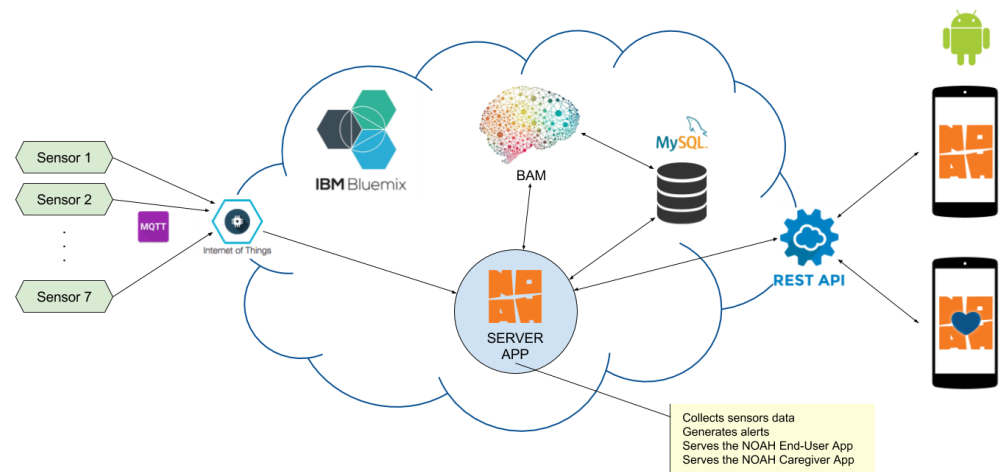 Sensor 1
Sensor 2
.
.
.
Sensor 7
MQTT
Internet of Things
IBM Bluemix
BAM
MySQL
NOAH
SERVER
APP
REST API
NOAH
NOAH
Collects sensors data
Generates alerts
Serves the NOAH End-User App
Serves the NOAH Caregiver App